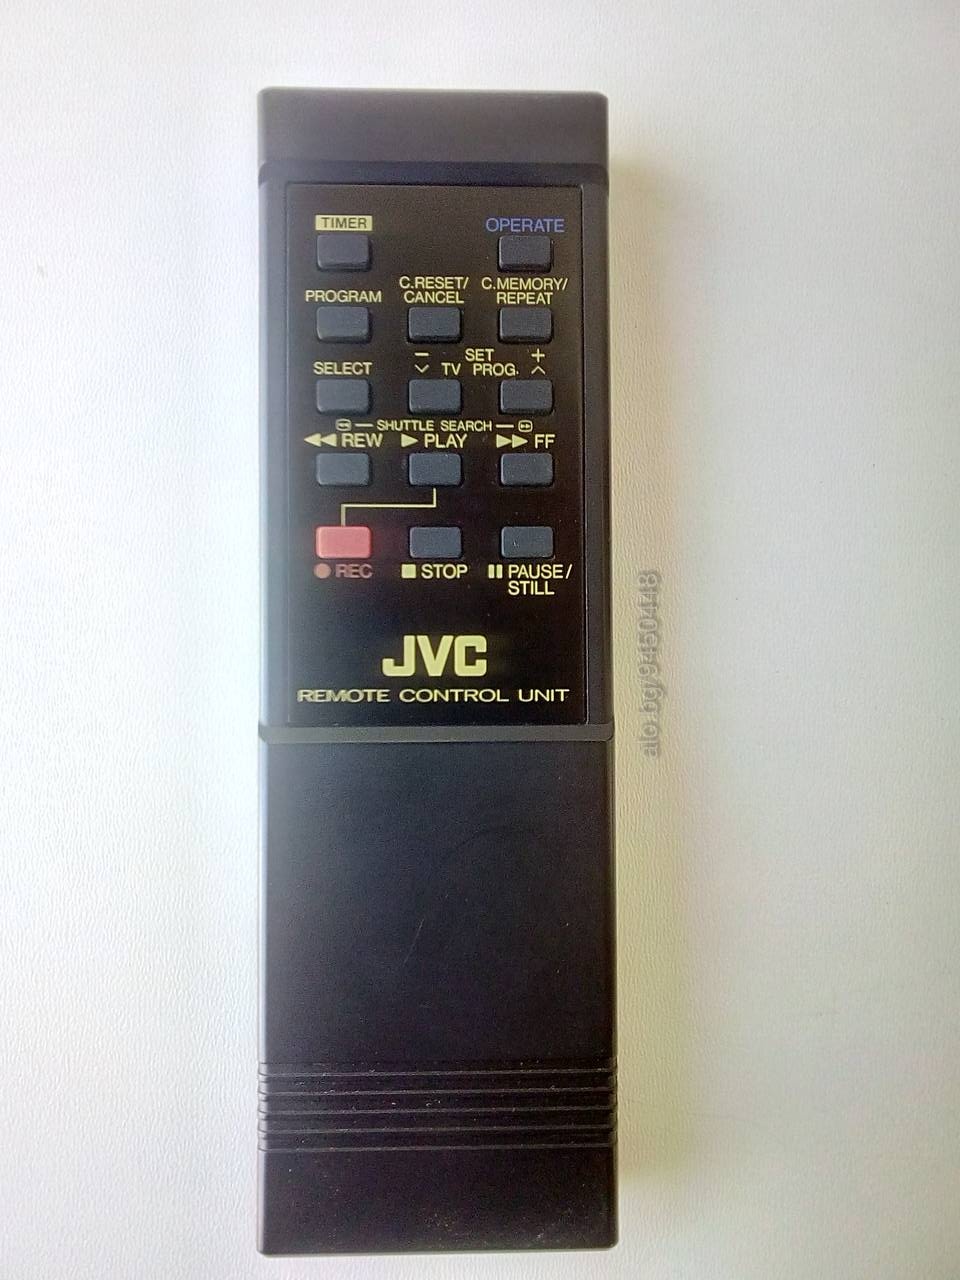 TIMER
OPERATE
PROGRAM
C.RESET/
CANCEL
C.MEMORY/
REPEAT
SELECT
− SET +
TV PROG.
SHUTTLE SEARCH
◀◀ REW ▶ PLAY ▶▶ FF
● REC ■ STOP ❚❚ PAUSE/
STILL
JVC
REMOTE CONTROL UNIT
alo.bg/9450448